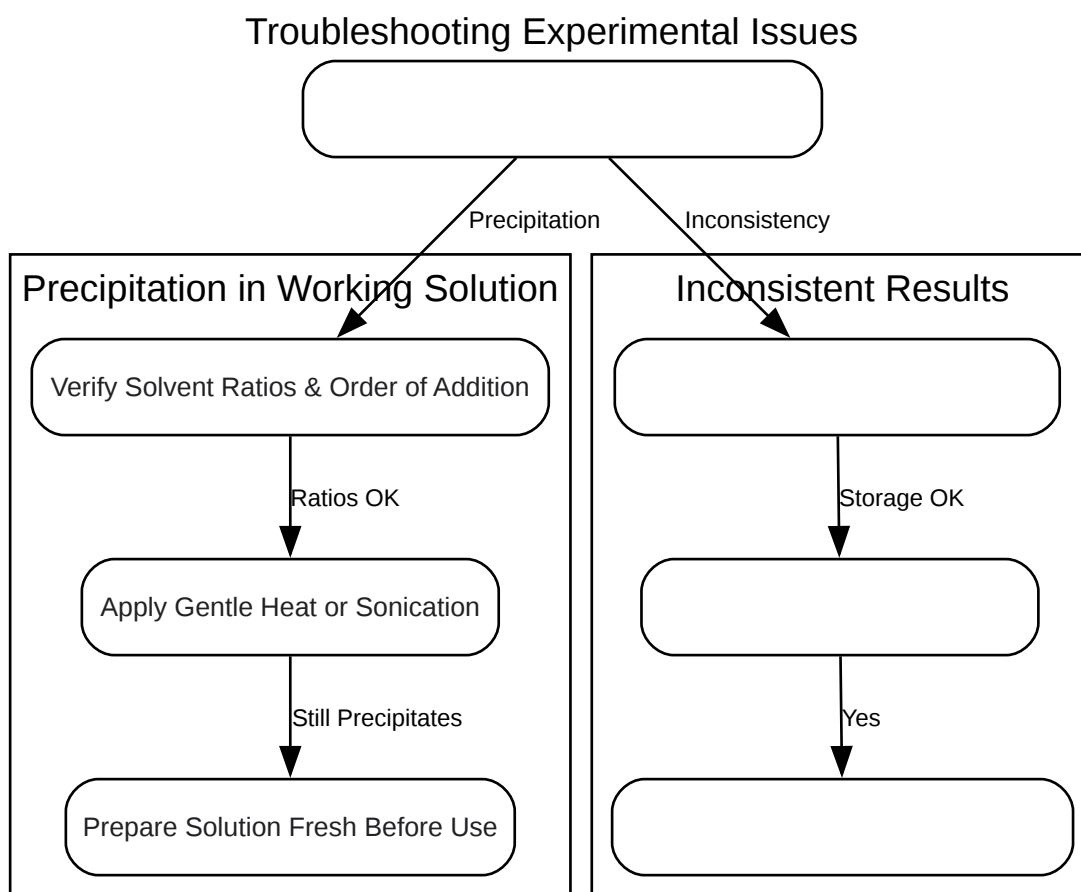 Troubleshooting Experimental Issues
Precipitation
Inconsistency
Precipitation in Working Solution
Inconsistent Results
Verify Solvent Ratios & Order of Addition
Ratios OK
Storage OK
Apply Gentle Heat or Sonication
Still Precipitates
Yes
Prepare Solution Fresh Before Use